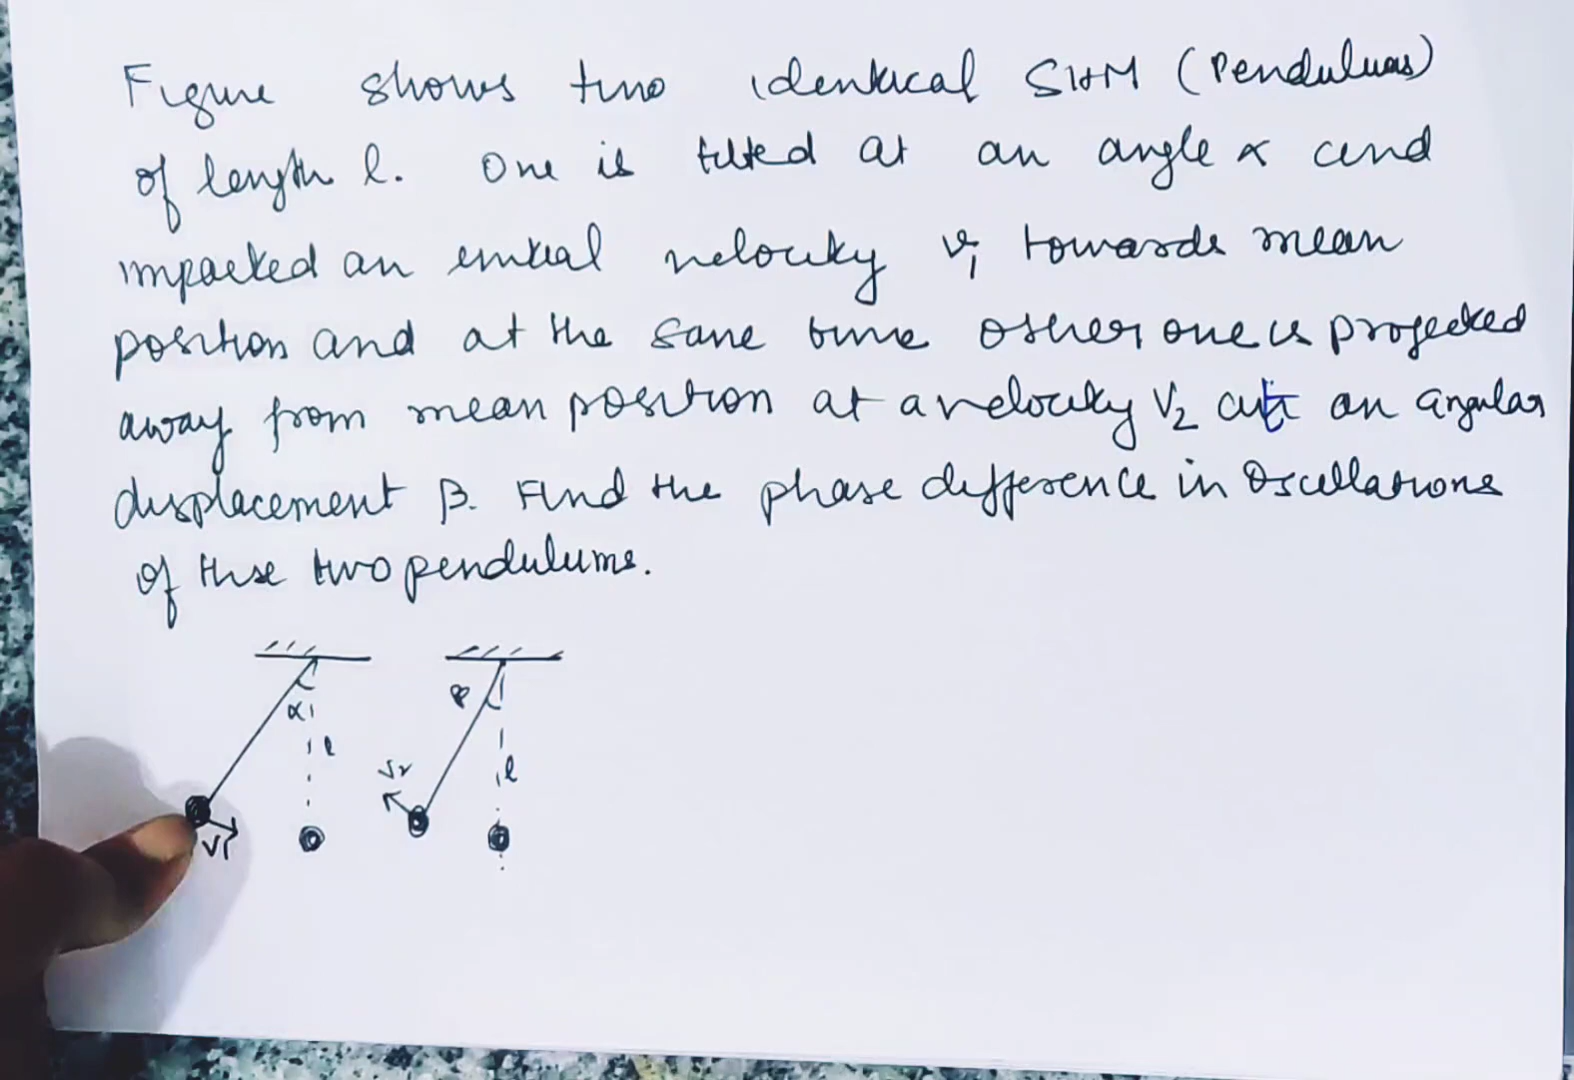 Figure shows two identical SHM (Pendulums)
of length l. One is tilted at an angle α and
impacted an initial velocity v₁ towards mean
position and at the same time other one is projected
away from mean position at a velocity V₂ at an angular
displacement β. Find the phase difference in Oscillations
of these two pendulums.
α β
l l
V₂
V₁